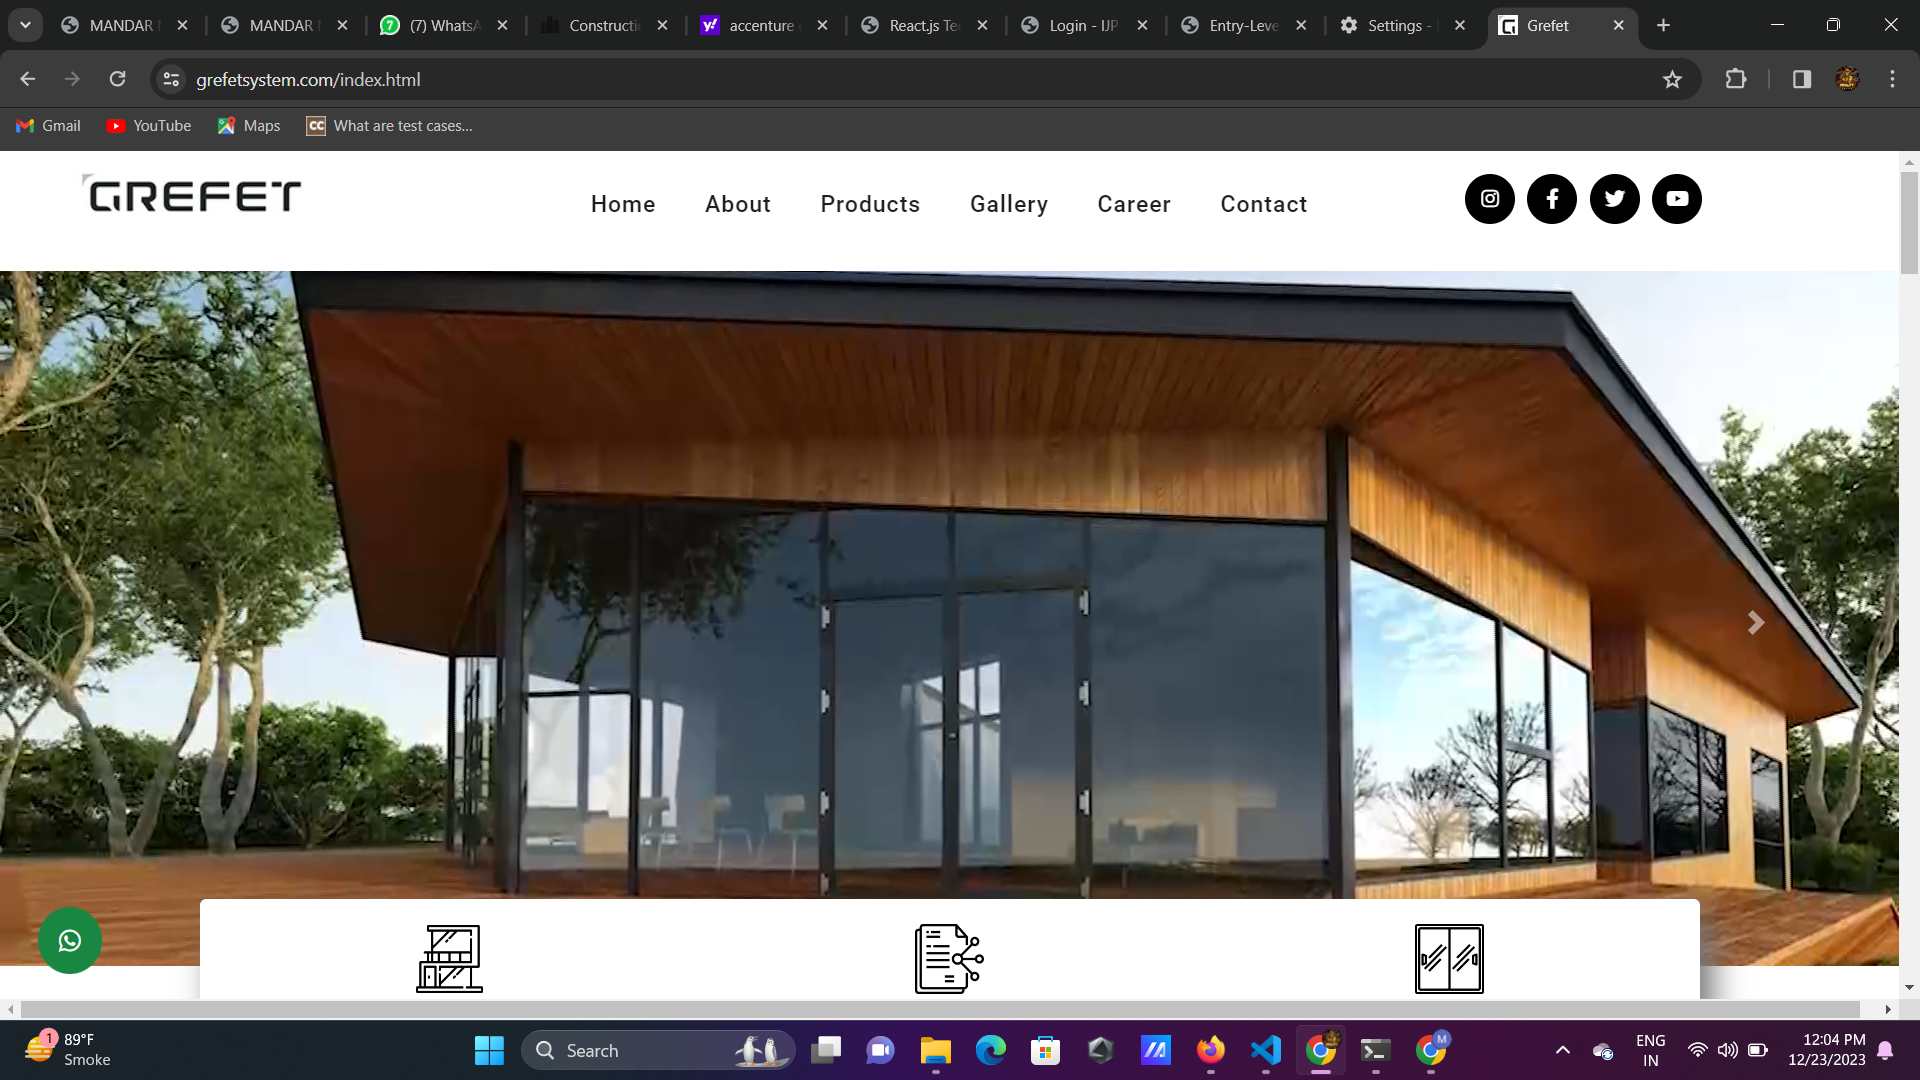 MANDAR
MANDAR
(7) WhatsA
Constructi
accenture
React.js Te
Login - IJP
Entry-Leve
Settings -
Grefet
grefetsystem.com/index.html
Gmail
YouTube
Maps
CC
What are test cases...
GREFET
Home
About
Products
Gallery
Career
Contact
1
89°F
Smoke
Search
M
ENG
IN
12:04 PM
12/23/2023